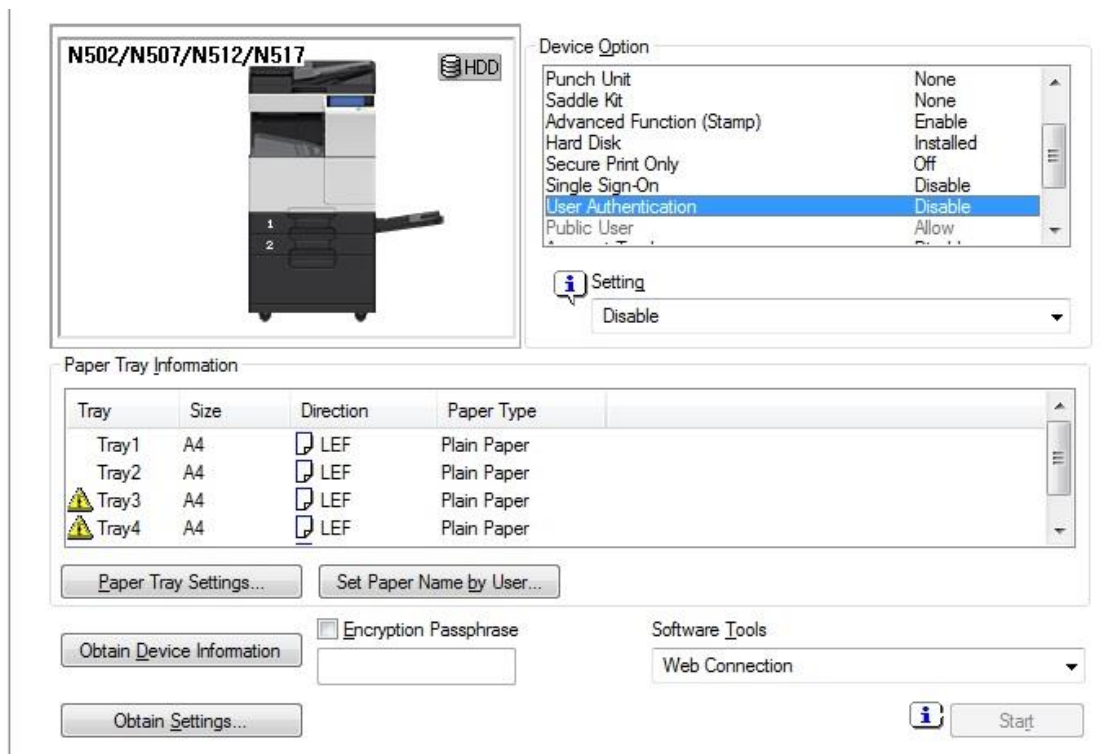 N502/N507/N512/N517
HDD
1
2
Device Option
Punch Unit None
Saddle Kit None
Advanced Function (Stamp) Enable
Hard Disk Installed
Secure Print Only Off
Single Sign-On Disable
User Authentication Disable
Public User Allow
Setting
Disable
Paper Tray Information
Tray Size Direction Paper Type
Tray1 A4 LEF Plain Paper
Tray2 A4 LEF Plain Paper
Tray3 A4 LEF Plain Paper
Tray4 A4 LEF Plain Paper
Paper Tray Settings... Set Paper Name by User...
Obtain Device Information
Encryption Passphrase
Software Tools
Web Connection
Obtain Settings...
Start